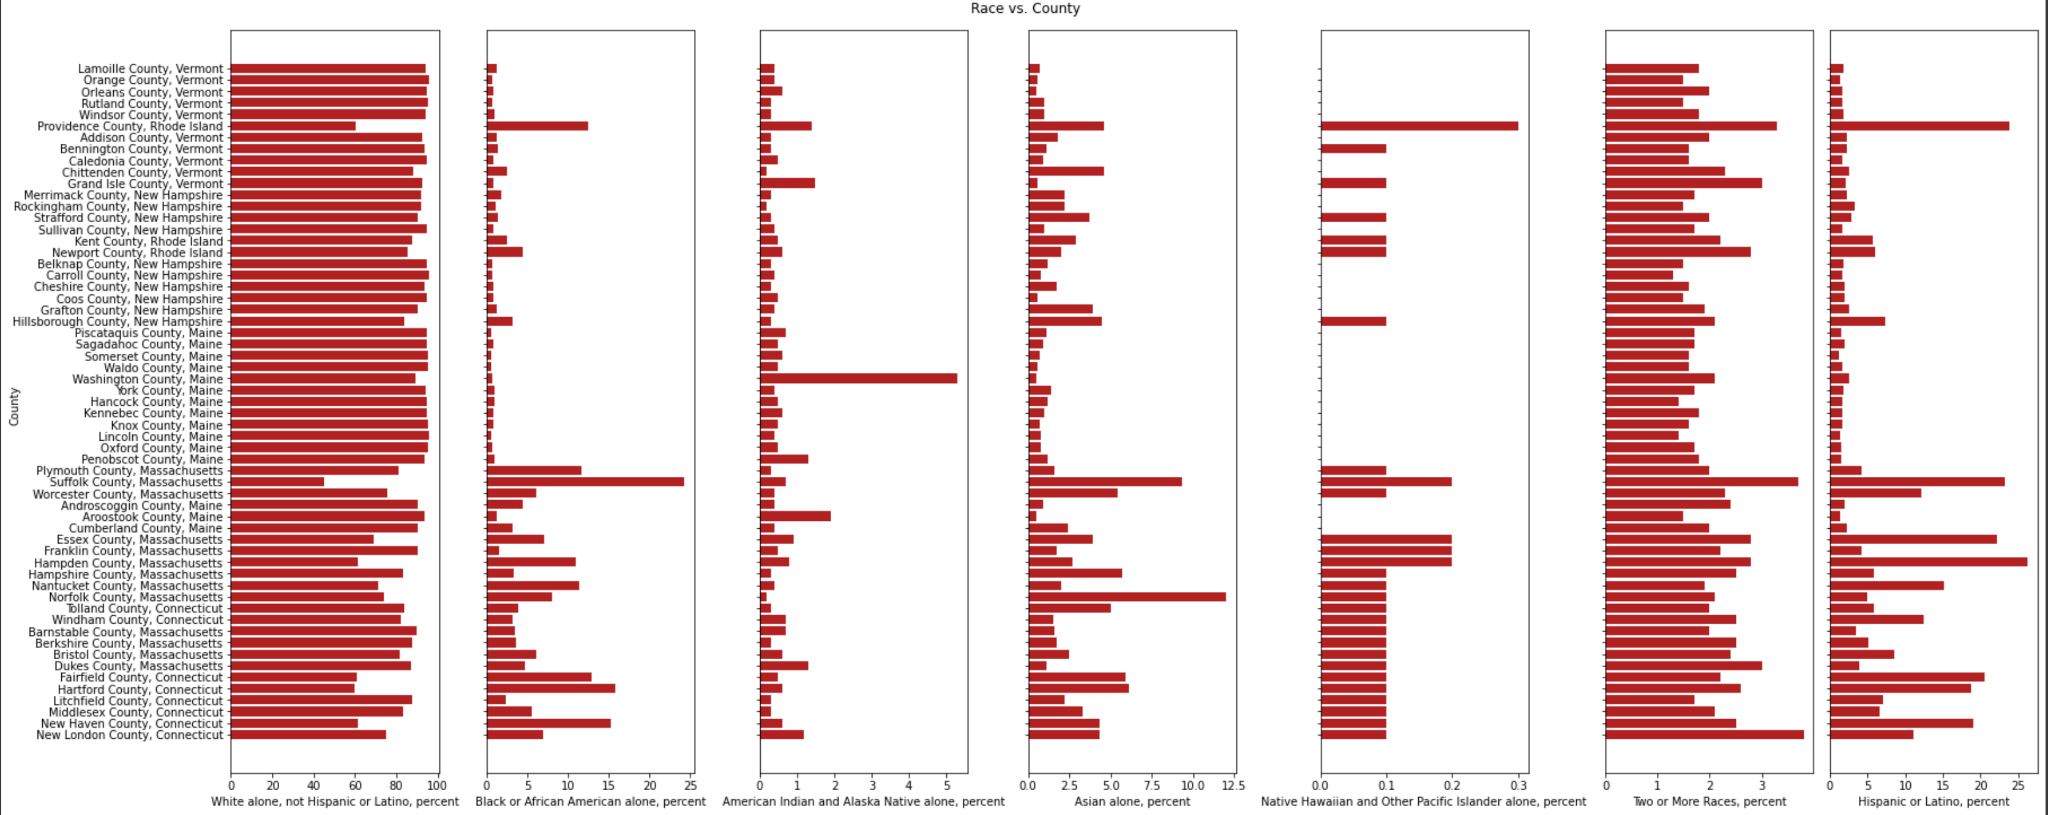 Race vs. County
Lamoille County, Vermont
Orange County, Vermont
Orleans County, Vermont
Rutland County, Vermont
Windsor County, Vermont
Providence County, Rhode Island
Addison County, Vermont
Bennington County, Vermont
Caledonia County, Vermont
Chittenden County, Vermont
Grand Isle County, Vermont
Merrimack County, New Hampshire
Rockingham County, New Hampshire
Strafford County, New Hampshire
Sullivan County, New Hampshire
Kent County, Rhode Island
Newport County, Rhode Island
Belknap County, New Hampshire
Carroll County, New Hampshire
Cheshire County, New Hampshire
Coos County, New Hampshire
Grafton County, New Hampshire
Hillsborough County, New Hampshire
Piscataquis County, Maine
Sagadahoc County, Maine
Somerset County, Maine
Waldo County, Maine
Washington County, Maine
York County, Maine
Hancock County, Maine
Kennebec County, Maine
Knox County, Maine
Lincoln County, Maine
Oxford County, Maine
Penobscot County, Maine
Plymouth County, Massachusetts
Suffolk County, Massachusetts
Worcester County, Massachusetts
Androscoggin County, Maine
Aroostook County, Maine
Cumberland County, Maine
Essex County, Massachusetts
Franklin County, Massachusetts
Hampden County, Massachusetts
Hampshire County, Massachusetts
Nantucket County, Massachusetts
Norfolk County, Massachusetts
Tolland County, Connecticut
Windham County, Connecticut
Barnstable County, Massachusetts
Berkshire County, Massachusetts
Bristol County, Massachusetts
Dukes County, Massachusetts
Fairfield County, Connecticut
Hartford County, Connecticut
Litchfield County, Connecticut
Middlesex County, Connecticut
New Haven County, Connecticut
New London County, Connecticut
County
0 20 40 60 80 100
White alone, not Hispanic or Latino, percent
0 5 10 15 20 25
Black or African American alone, percent
0 1 2 3 4 5
American Indian and Alaska Native alone, percent
0.0 2.5 5.0 7.5 10.0 12.5
Asian alone, percent
0.0 0.1 0.2 0.3
Native Hawaiian and Other Pacific Islander alone, percent
0 1 2 3
Two or More Races, percent
0 5 10 15 20 25
Hispanic or Latino, percent